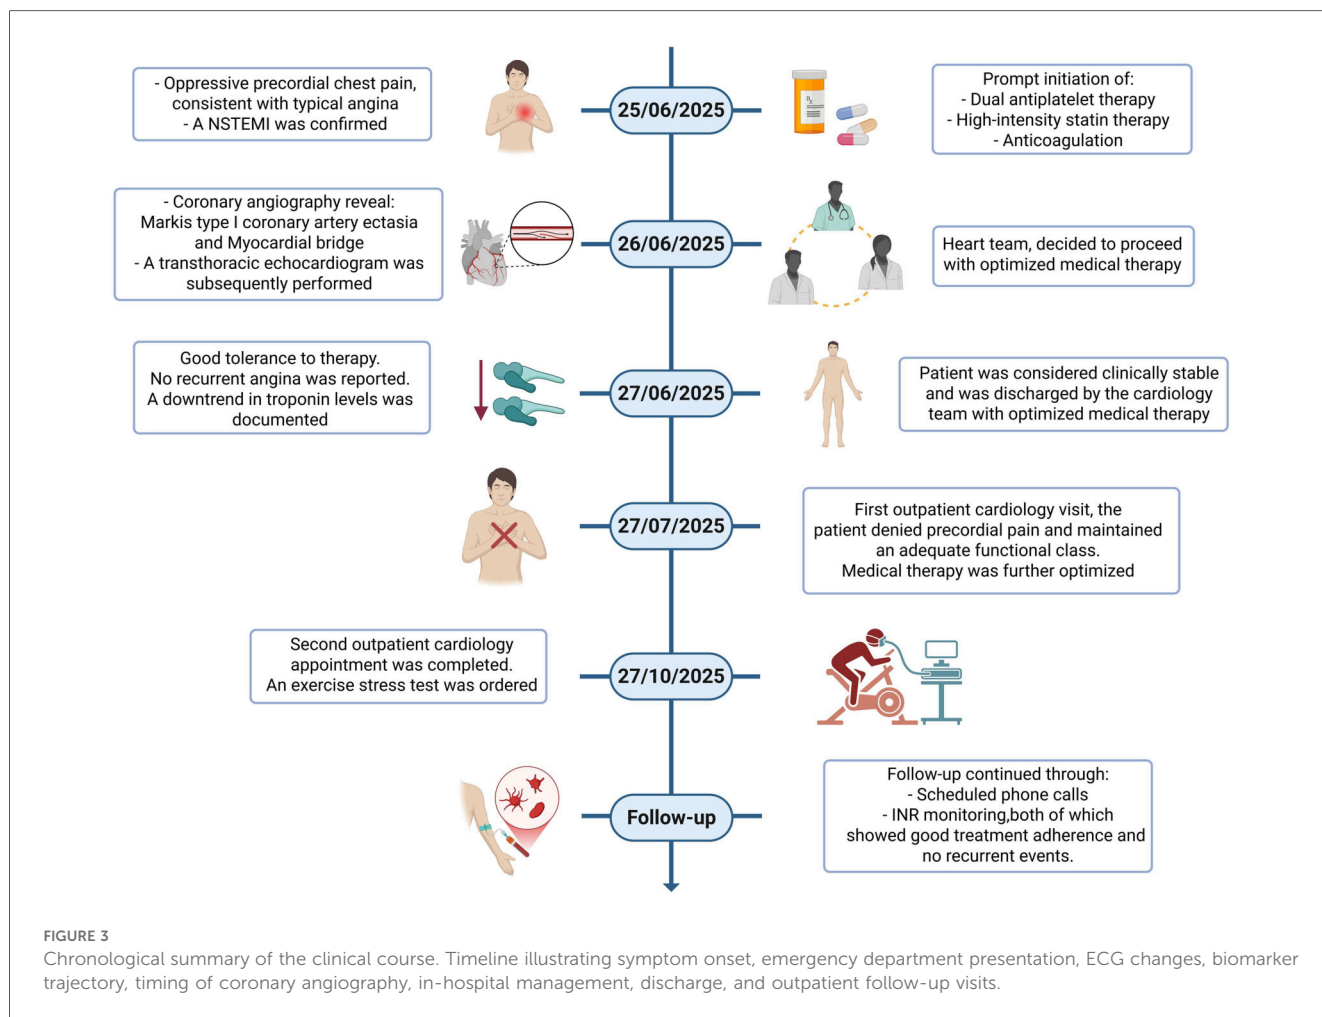 - Oppressive precordial chest pain,
consistent with typical angina
- A NSTEMI was confirmed
25/06/2025
Rx
Prompt initiation of:
- Dual antiplatelet therapy
- High-intensity statin therapy
- Anticoagulation
- Coronary angiography reveal:
Markis type I coronary artery ectasia
and Myocardial bridge
- A transthoracic echocardiogram was
subsequently performed
26/06/2025
Heart team, decided to proceed
with optimized medical therapy
Good tolerance to therapy.
No recurrent angina was reported.
A downtrend in troponin levels was
documented
27/06/2025
Patient was considered clinically stable
and was discharged by the cardiology
team with optimized medical therapy
27/07/2025
First outpatient cardiology visit, the
patient denied precordial pain and maintained
an adequate functional class.
Medical therapy was further optimized
Second outpatient cardiology
appointment was completed.
An exercise stress test was ordered
27/10/2025
Follow-up
Follow-up continued through:
- Scheduled phone calls
- INR monitoring,both of which
showed good treatment adherence and
no recurrent events.
FIGURE 3
Chronological summary of the clinical course. Timeline illustrating symptom onset, emergency department presentation, ECG changes, biomarker
trajectory, timing of coronary angiography, in-hospital management, discharge, and outpatient follow-up visits.